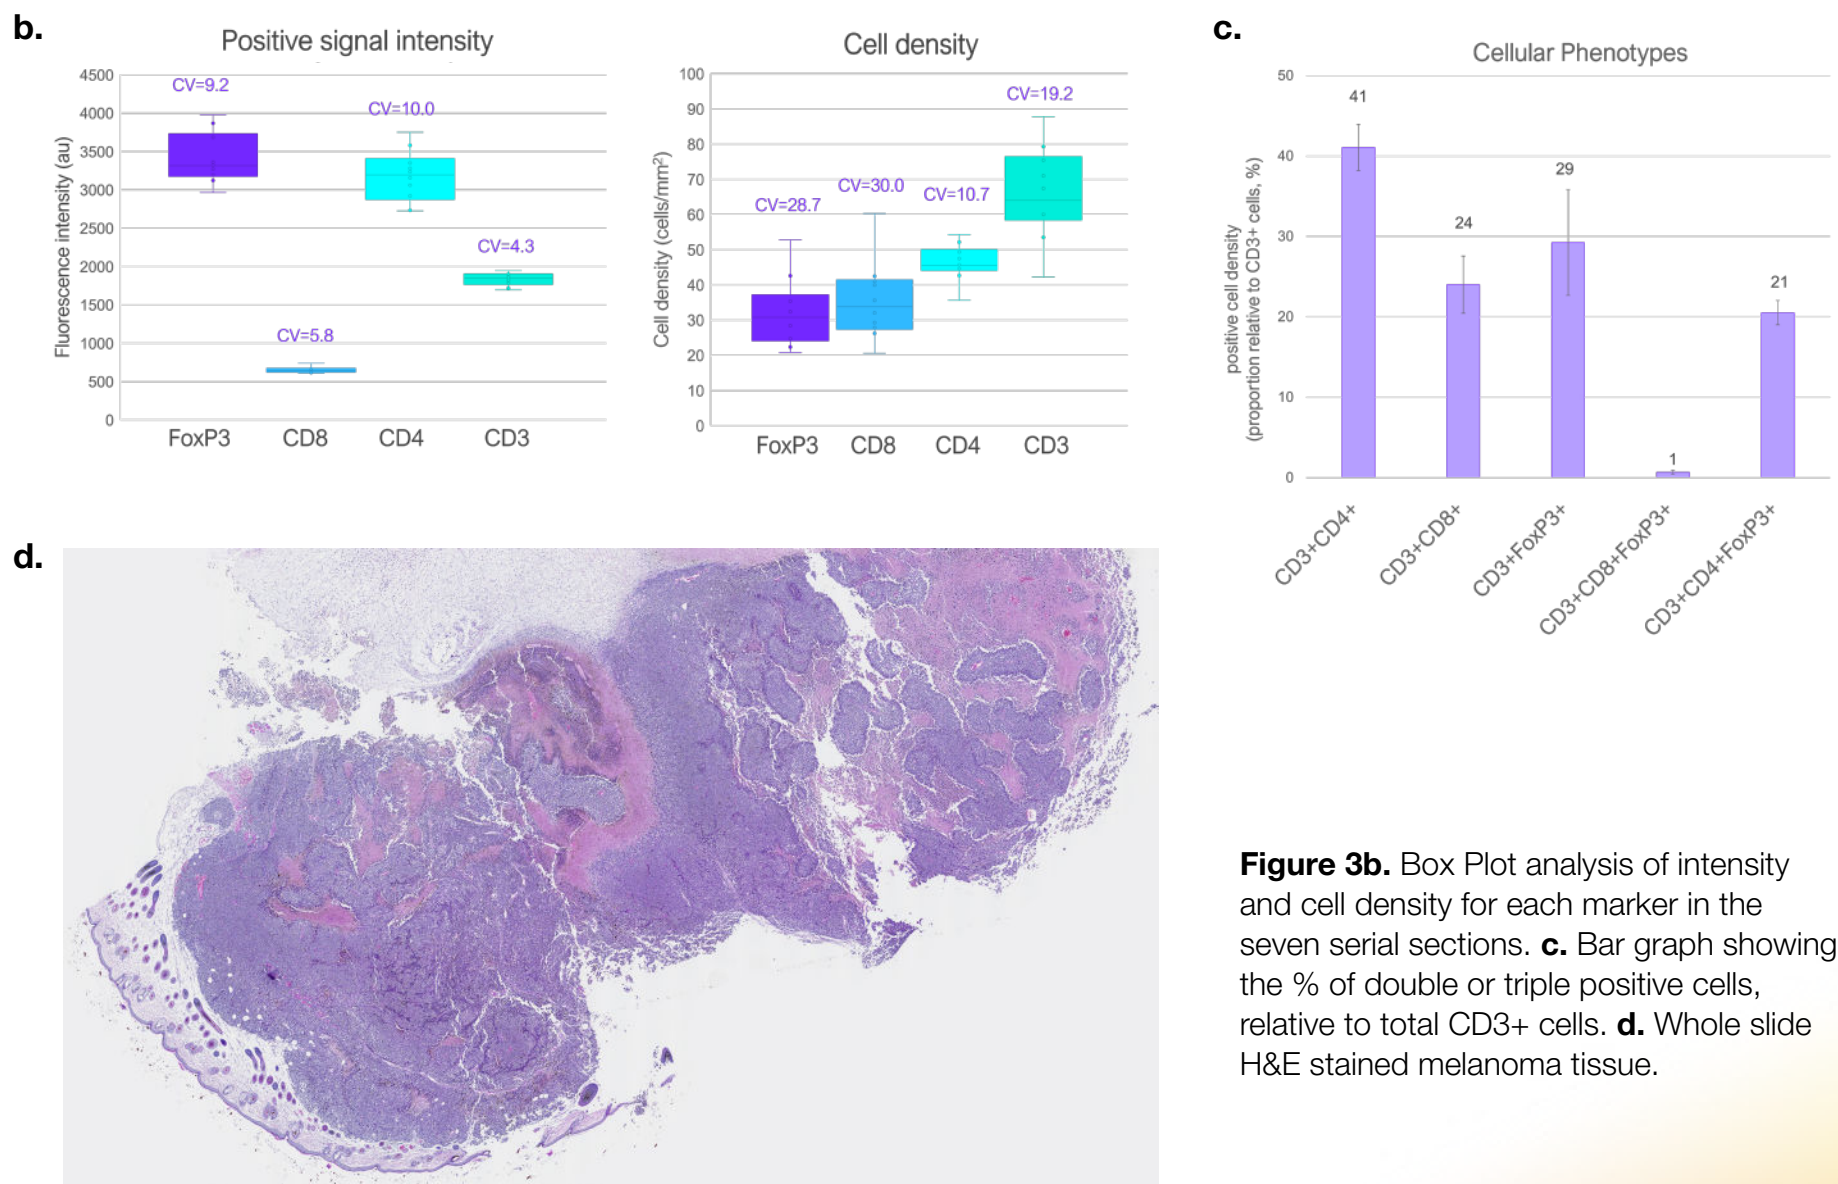 b.
Positive signal intensity
Fluorescence intensity (au)
4500
4000
3500
3000
2500
2000
1500
1000
500
0
CV=9.2
CV=5.8
CV=10.0
CV=4.3
FoxP3
CD8
CD4
CD3
Cell density
Cell density (cells/mm²)
100
90
80
70
60
50
40
30
20
10
0
CV=28.7
CV=30.0
CV=10.7
CV=19.2
FoxP3
CD8
CD4
CD3
c.
Cellular Phenotypes
positive cell density
(proportion relative to CD3+ cells, %)
50
40
30
20
10
0
41
24
29
1
21
CD3+CD4+
CD3+CD8+
CD3+FoxP3+
CD3+CD8+FoxP3+
CD3+CD4+FoxP3+
d.
Figure 3b. Box Plot analysis of intensity
and cell density for each marker in the
seven serial sections. c. Bar graph showing
the % of double or triple positive cells,
relative to total CD3+ cells. d. Whole slide
H&E stained melanoma tissue.